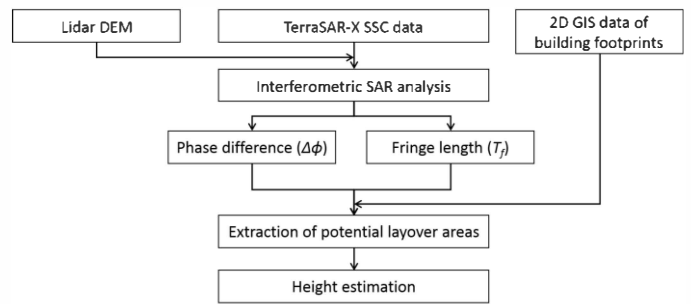 Lidar DEM
TerraSAR-X SSC data
2D GIS data of
building footprints
Interferometric SAR analysis
Phase difference (Δϕ)
Fringe length (Tf)
Extraction of potential layover areas
Height estimation